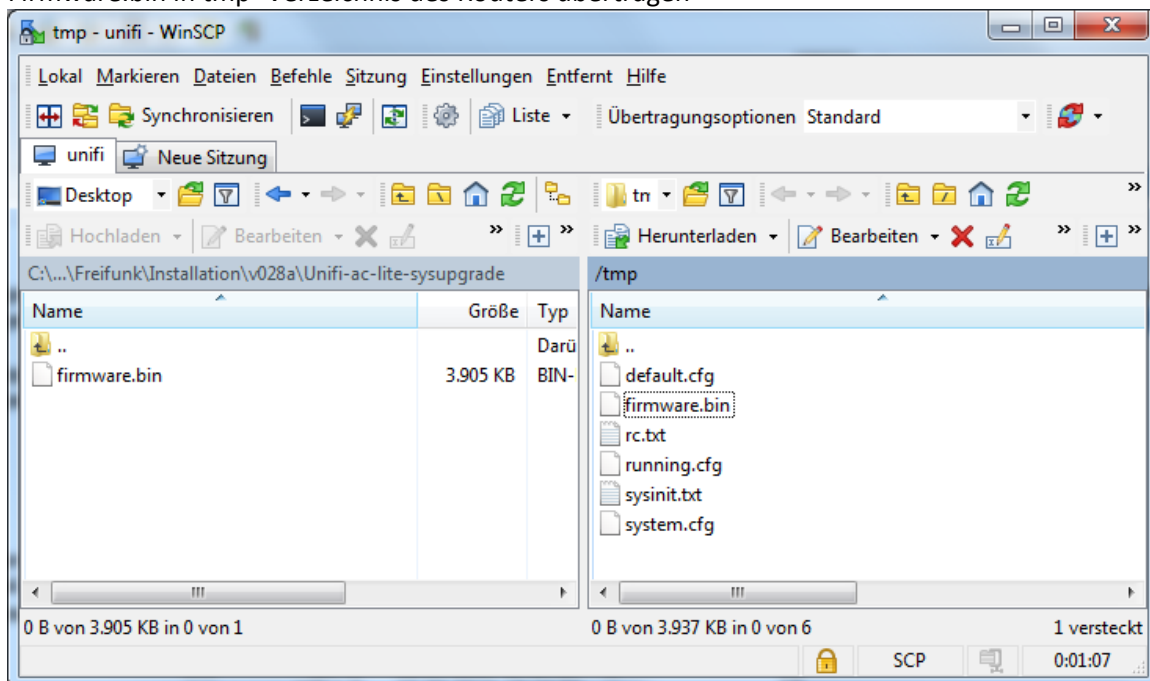 Firmware.bin in tmp- Verzeichnis des Routers übertragen
tmp - unifi - WinSCP
Lokal Markieren Dateien Befehle Sitzung Einstellungen Entfernt Hilfe
Synchronisieren Liste Übertragungsoptionen Standard
unifi Neue Sitzung
Desktop
Hochladen Bearbeiten » + » Herunterladen Bearbeiten » + »
C:\...\Freifunk\Installation\v028a\Unifi-ac-lite-sysupgrade /tmp
Name Größe Typ Name
.. Darü ..
firmware.bin 3.905 KB BIN- default.cfg
firmware.bin
rc.txt
running.cfg
sysinit.txt
system.cfg
0 B von 3.905 KB in 0 von 1 0 B von 3.937 KB in 0 von 6 1 versteckt
SCP 0:01:07